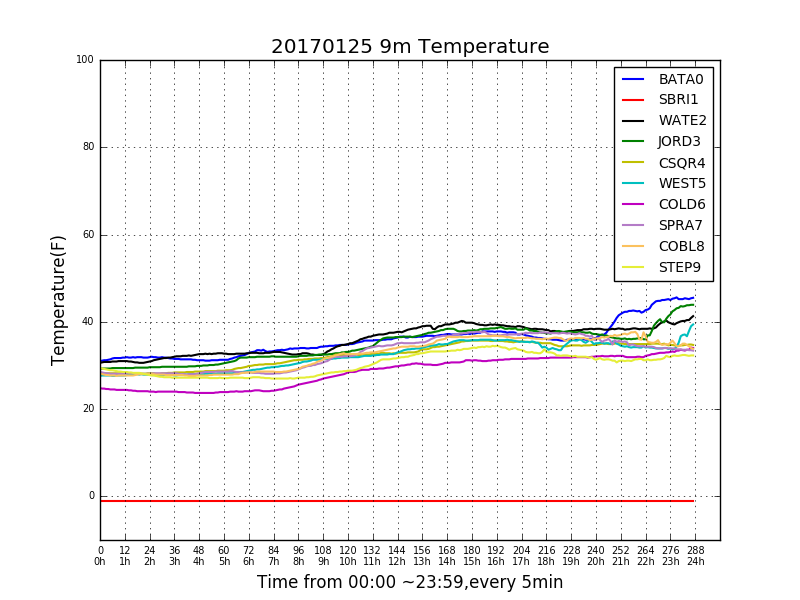 20170125 9m Temperature
100
80
60
40
20
0
Temperature(F)
BATA0
SBRI1
WATE2
JORD3
CSQR4
WEST5
COLD6
SPRA7
COBL8
STEP9
0 12 24 36 48 60 72 84 96 108 120 132 144 156 168 180 192 204 216 228 240 252 264 276 288
0h 1h 2h 3h 4h 5h 6h 7h 8h 9h 10h 11h 12h 13h 14h 15h 16h 17h 18h 19h 20h 21h 22h 23h 24h
Time from 00:00 ~23:59,every 5min